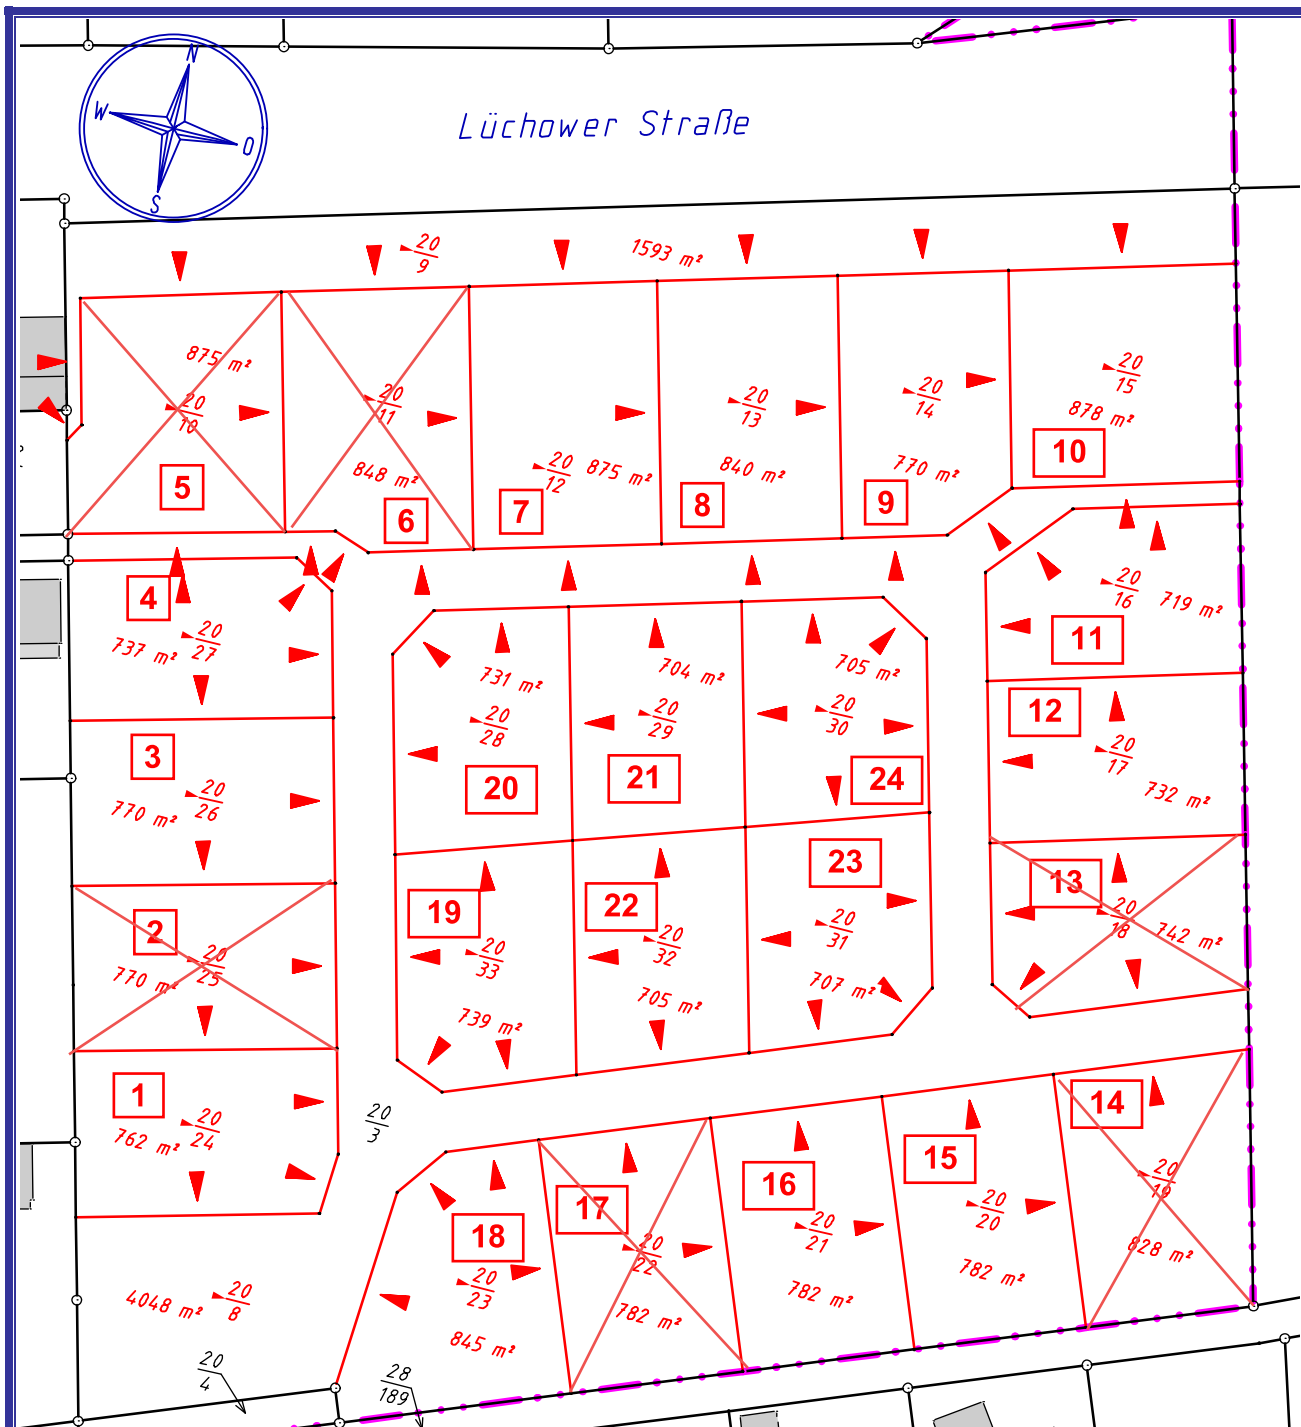 N
W
O
S
Lüchower Straße
20
9
1593 m²
875 m²
20
10
5
20
11
848 m²
6
20
12
875 m²
7
20
13
840 m²
8
20
14
770 m²
9
20
15
878 m²
10
4
737 m²
20
27
3
770 m²
20
26
2
770 m²
20
25
1
762 m²
20
24
731 m²
20
28
20
704 m²
20
29
21
705 m²
20
30
24
20
16
719 m²
11
12
20
17
732 m²
13
20
18
742 m²
19
20
33
739 m²
22
20
32
705 m²
23
20
31
707 m²
20
3
14
20
19
828 m²
15
20
20
782 m²
16
20
21
782 m²
17
20
22
782 m²
18
20
23
845 m²
4048 m²
20
8
20
4
28
189